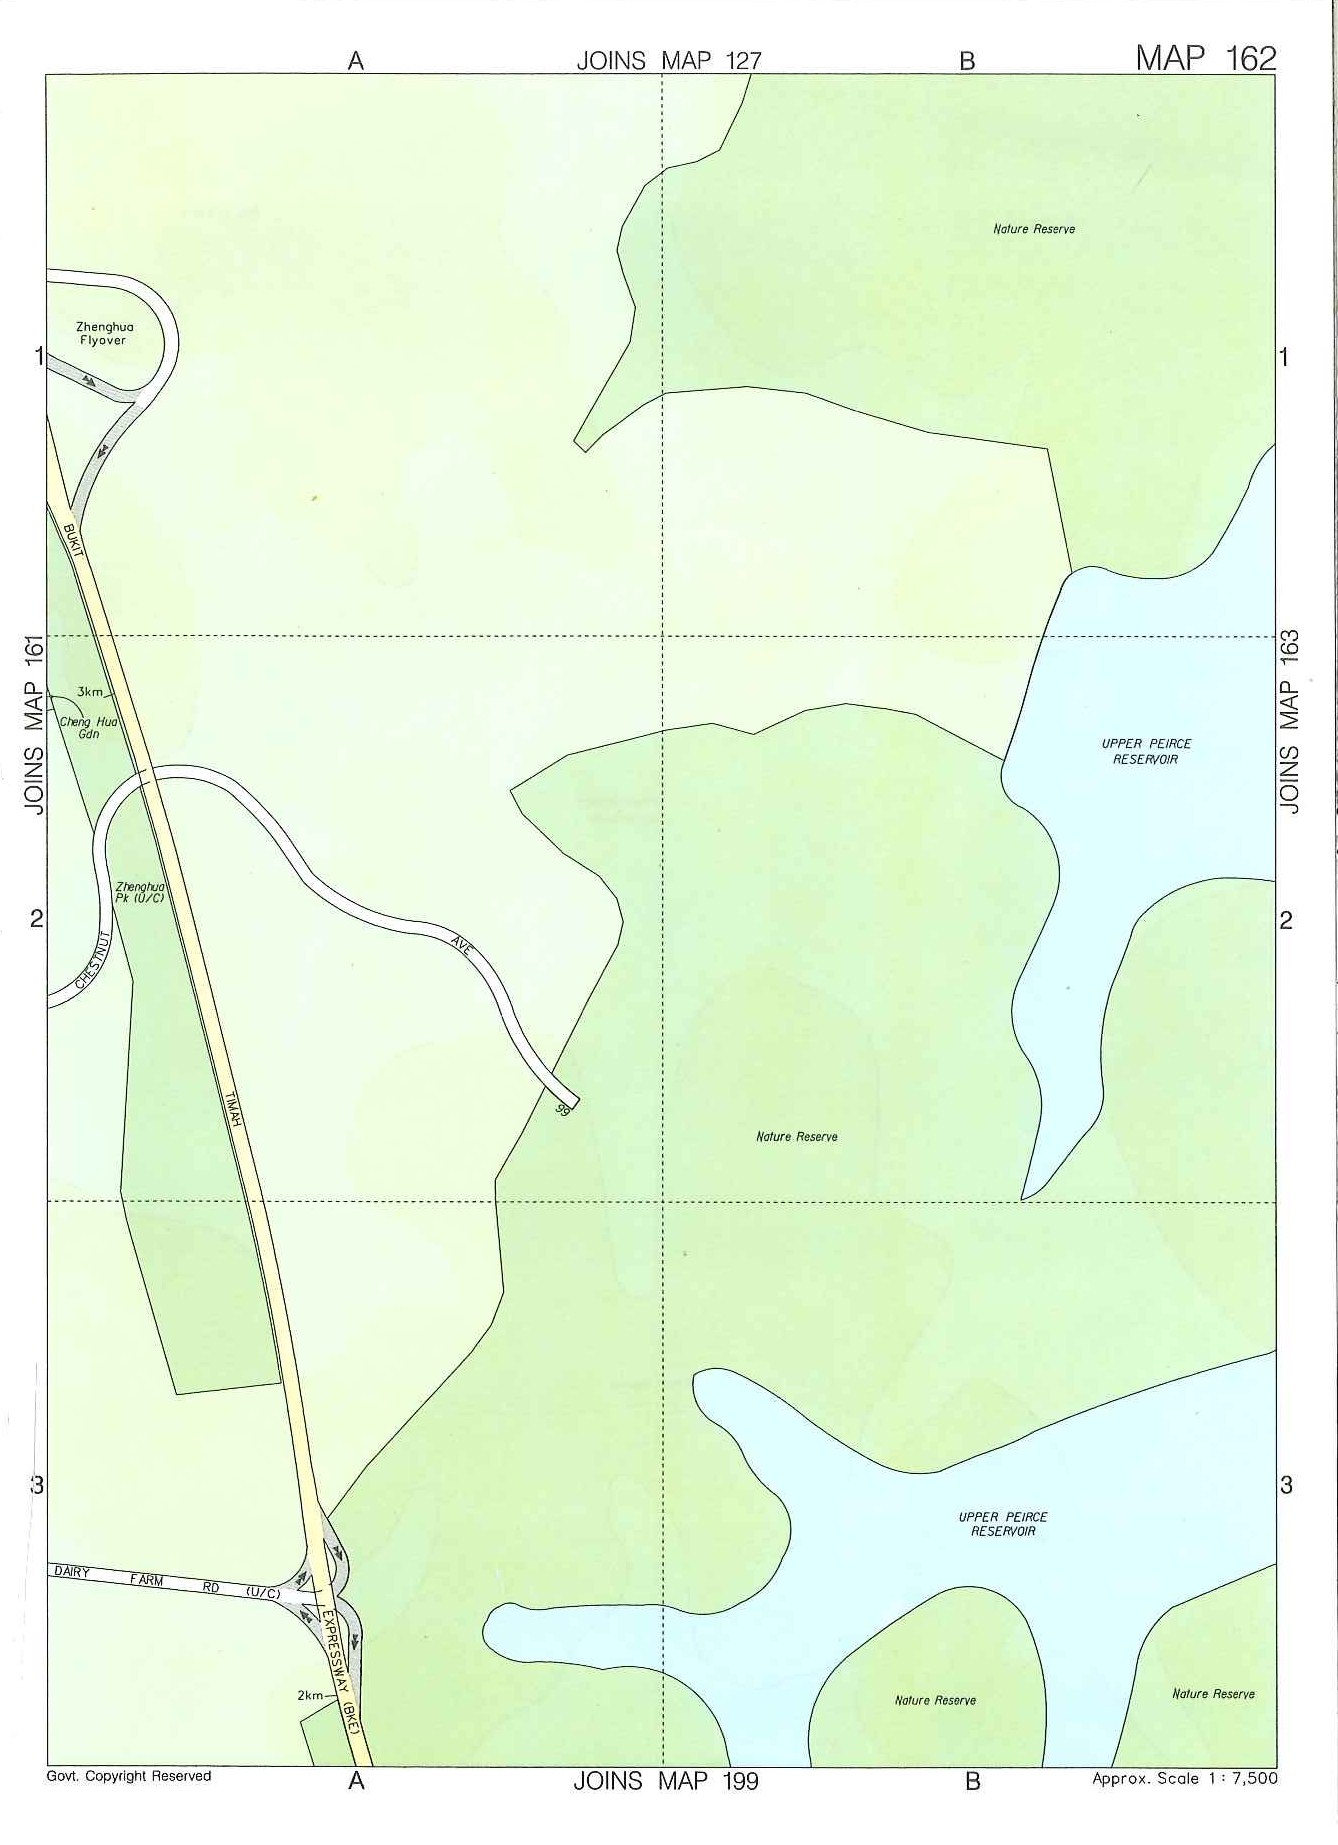 A JOINS MAP 127 B MAP 162
Nature Reserve
Zhenghua
Flyover
1 1
BUKIT
JOINS MAP 161
JOINS MAP 163
3km
Cheng Hua
Gdn
UPPER PEIRCE
RESERVOIR
Zhenghua
Pk (U/C)
2 2
CHESTNUT AVE
99
TIMAH
Nature Reserve
3 3
UPPER PEIRCE
RESERVOIR
DAIRY FARM RD (U/C)
EXPRESSWAY (BKE)
2km
Nature Reserve
Nature Reserve
Govt. Copyright Reserved A JOINS MAP 199 B Approx. Scale 1 : 7,500